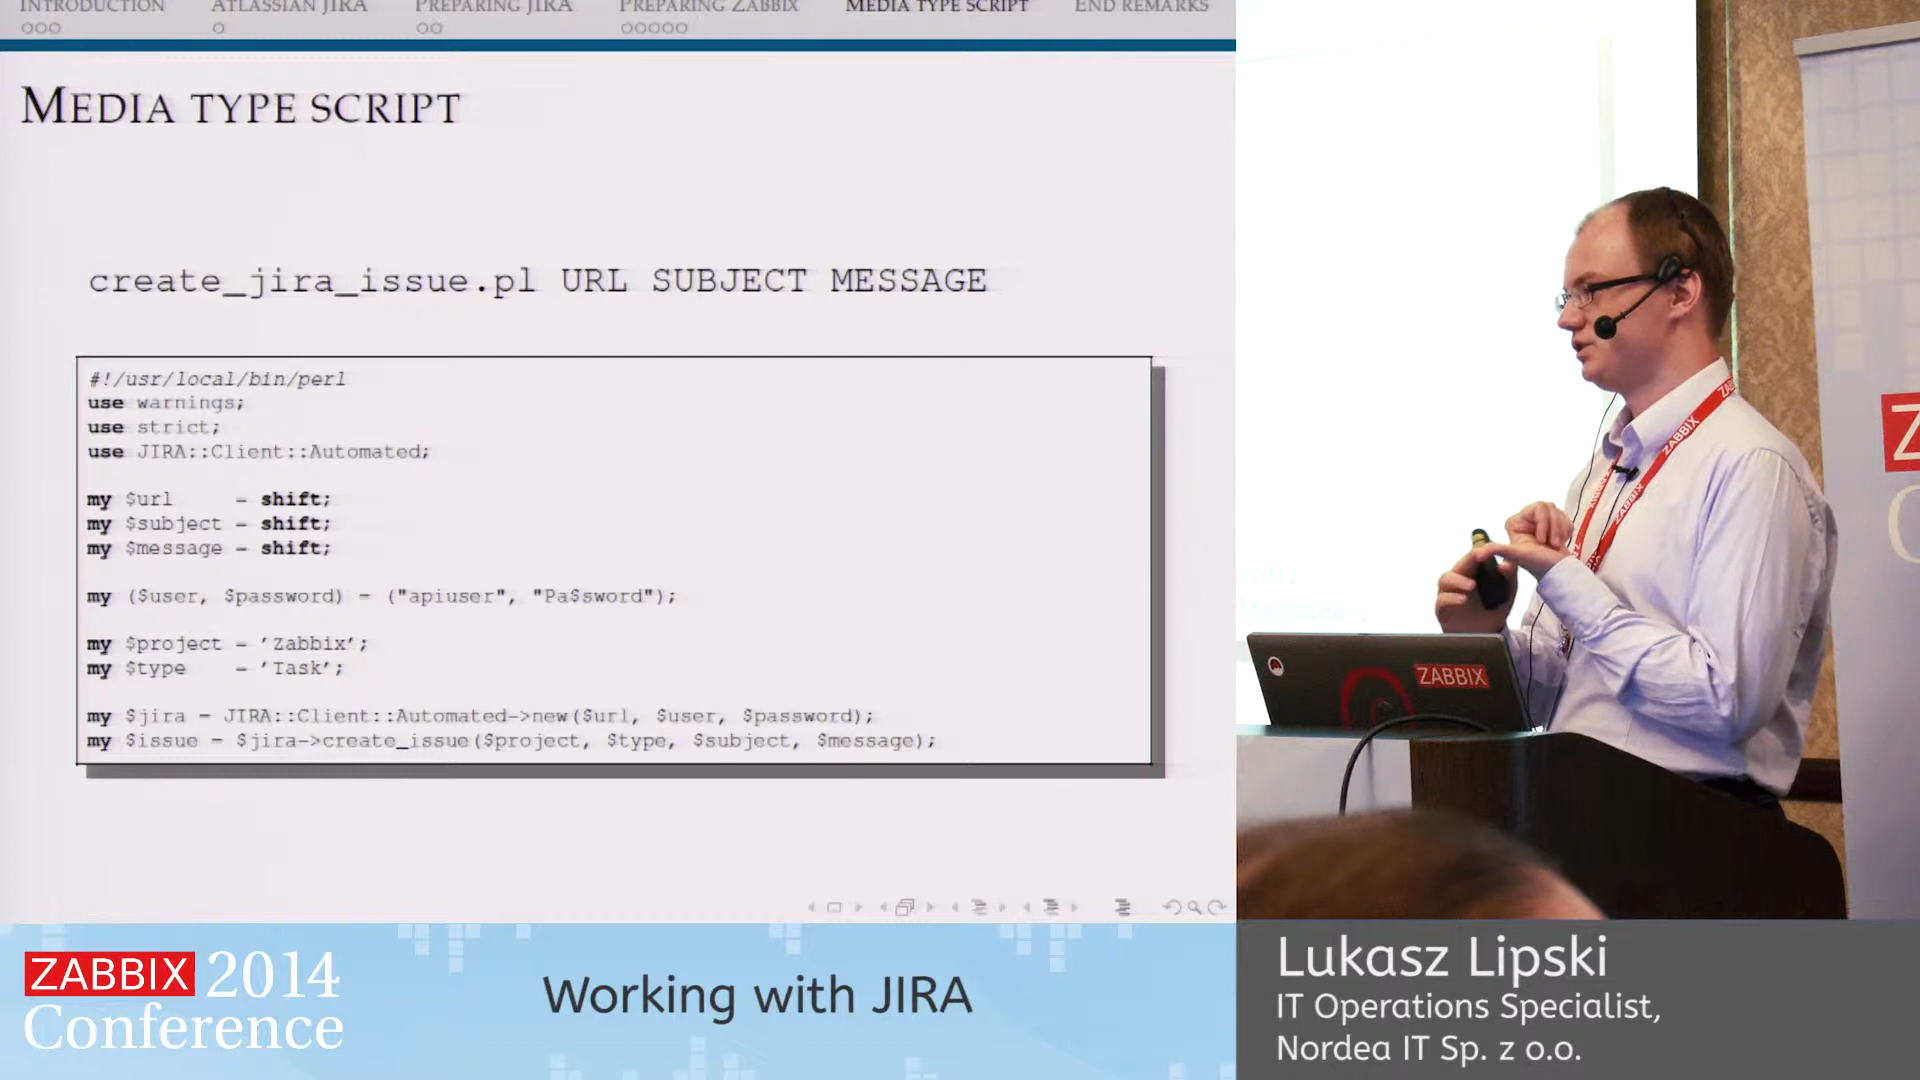 INTRODUCTION ATLASSIAN JIRA PREPARING JIRA PREPARING ZABBIX MEDIA TYPE SCRIPT END REMARKS
MEDIA TYPE SCRIPT
create_jira_issue.pl URL SUBJECT MESSAGE
#!/usr/local/bin/perl
use warnings;
use strict;
use JIRA::Client::Automated;
my $url = shift;
my $subject = shift;
my $message = shift;
my ($user, $password) = ("apiuser", "Pa$sword");
my $project = 'Zabbix';
my $type = 'Task';
my $jira = JIRA::Client::Automated->new($url, $user, $password);
my $issue = $jira->create_issue($project, $type, $subject, $message);
ZABBIX
ZABBIX
ZABBIX
ZABBIX 2014
Conference
Working with JIRA
Lukasz Lipski
IT Operations Specialist,
Nordea IT Sp. z o.o.